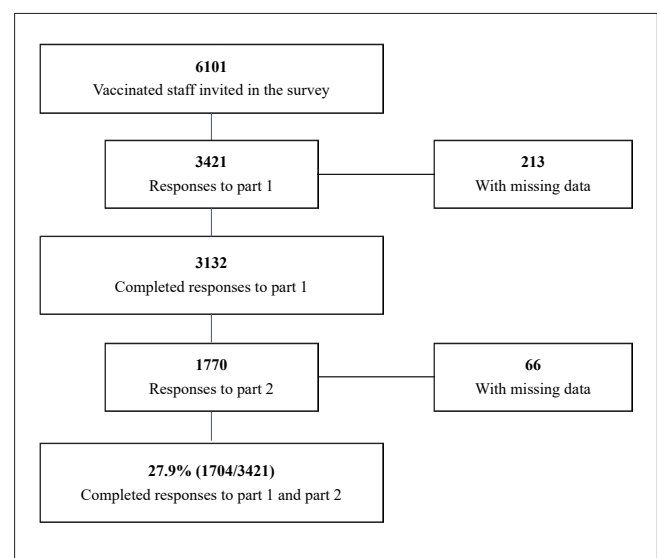 6101
Vaccinated staff invited in the survey
3421
Responses to part 1
213
With missing data
3132
Completed responses to part 1
1770
Responses to part 2
66
With missing data
27.9% (1704/3421)
Completed responses to part 1 and part 2